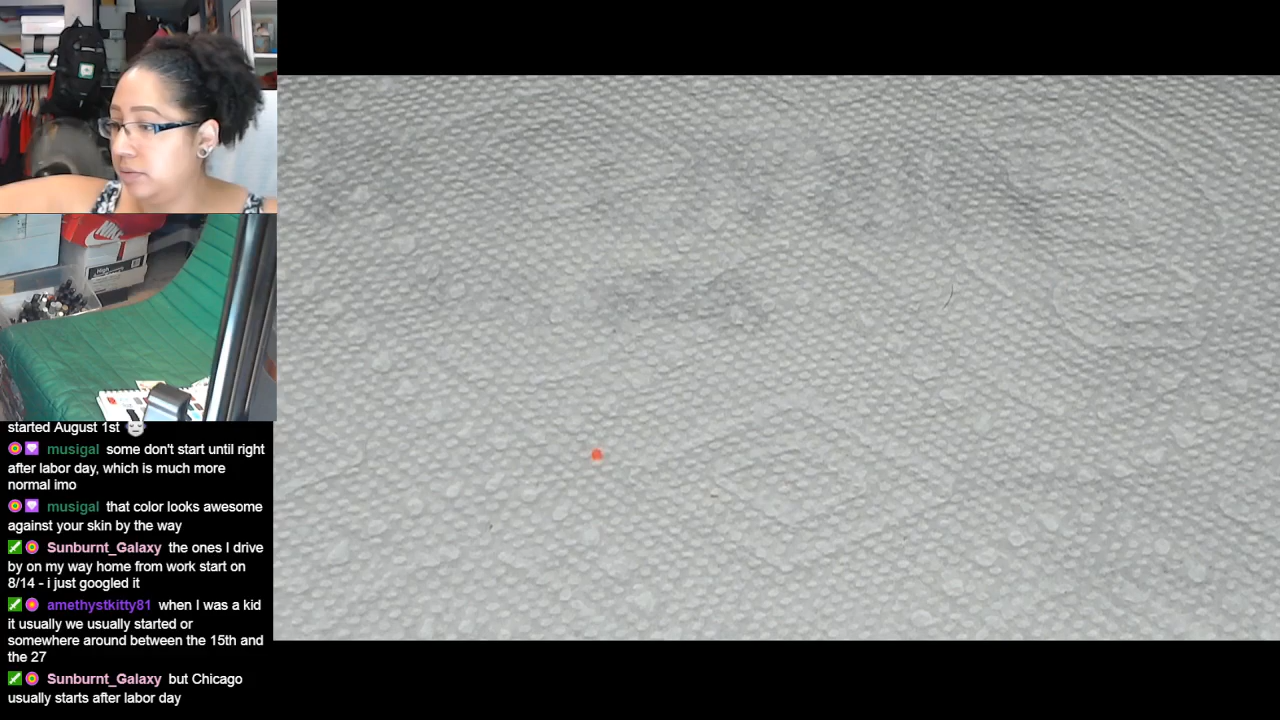 NIKE
started August 1st
musigal some don't start until right
after labor day, which is much more
normal imo
musigal that color looks awesome
against your skin by the way
Sunburnt_Galaxy the ones I drive
by on my way home from work start on
8/14 - i just googled it
amethystkitty81 when I was a kid
it usually we usually started or
somewhere around between the 15th and
the 27
Sunburnt_Galaxy but Chicago
usually starts after labor day